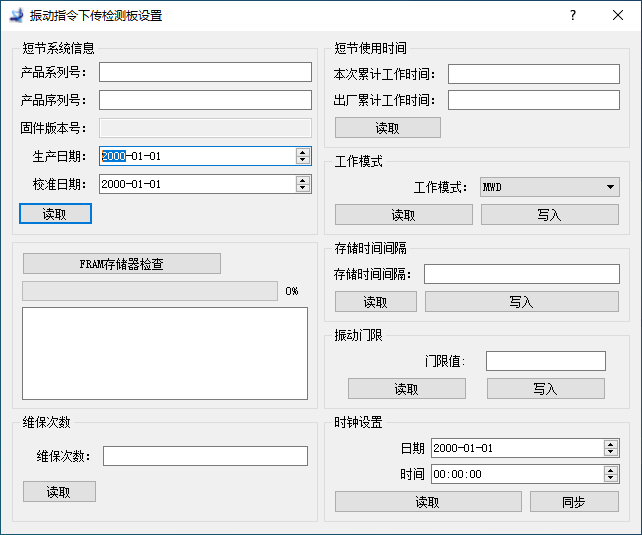 振动指令下传检测板设置
短节系统信息
产品系列号：
产品序列号：
固件版本号：
生产日期： 2000-01-01
校准日期： 2000-01-01
读取
FRAM存储器检查
0%
维保次数
维保次数：
读取
短节使用时间
本次累计工作时间：
出厂累计工作时间：
读取
工作模式
工作模式： MWD
读取 写入
存储时间间隔
存储时间间隔：
读取 写入
振动门限
门限值:
读取 写入
时钟设置
日期 2000-01-01
时间 00:00:00
读取 同步